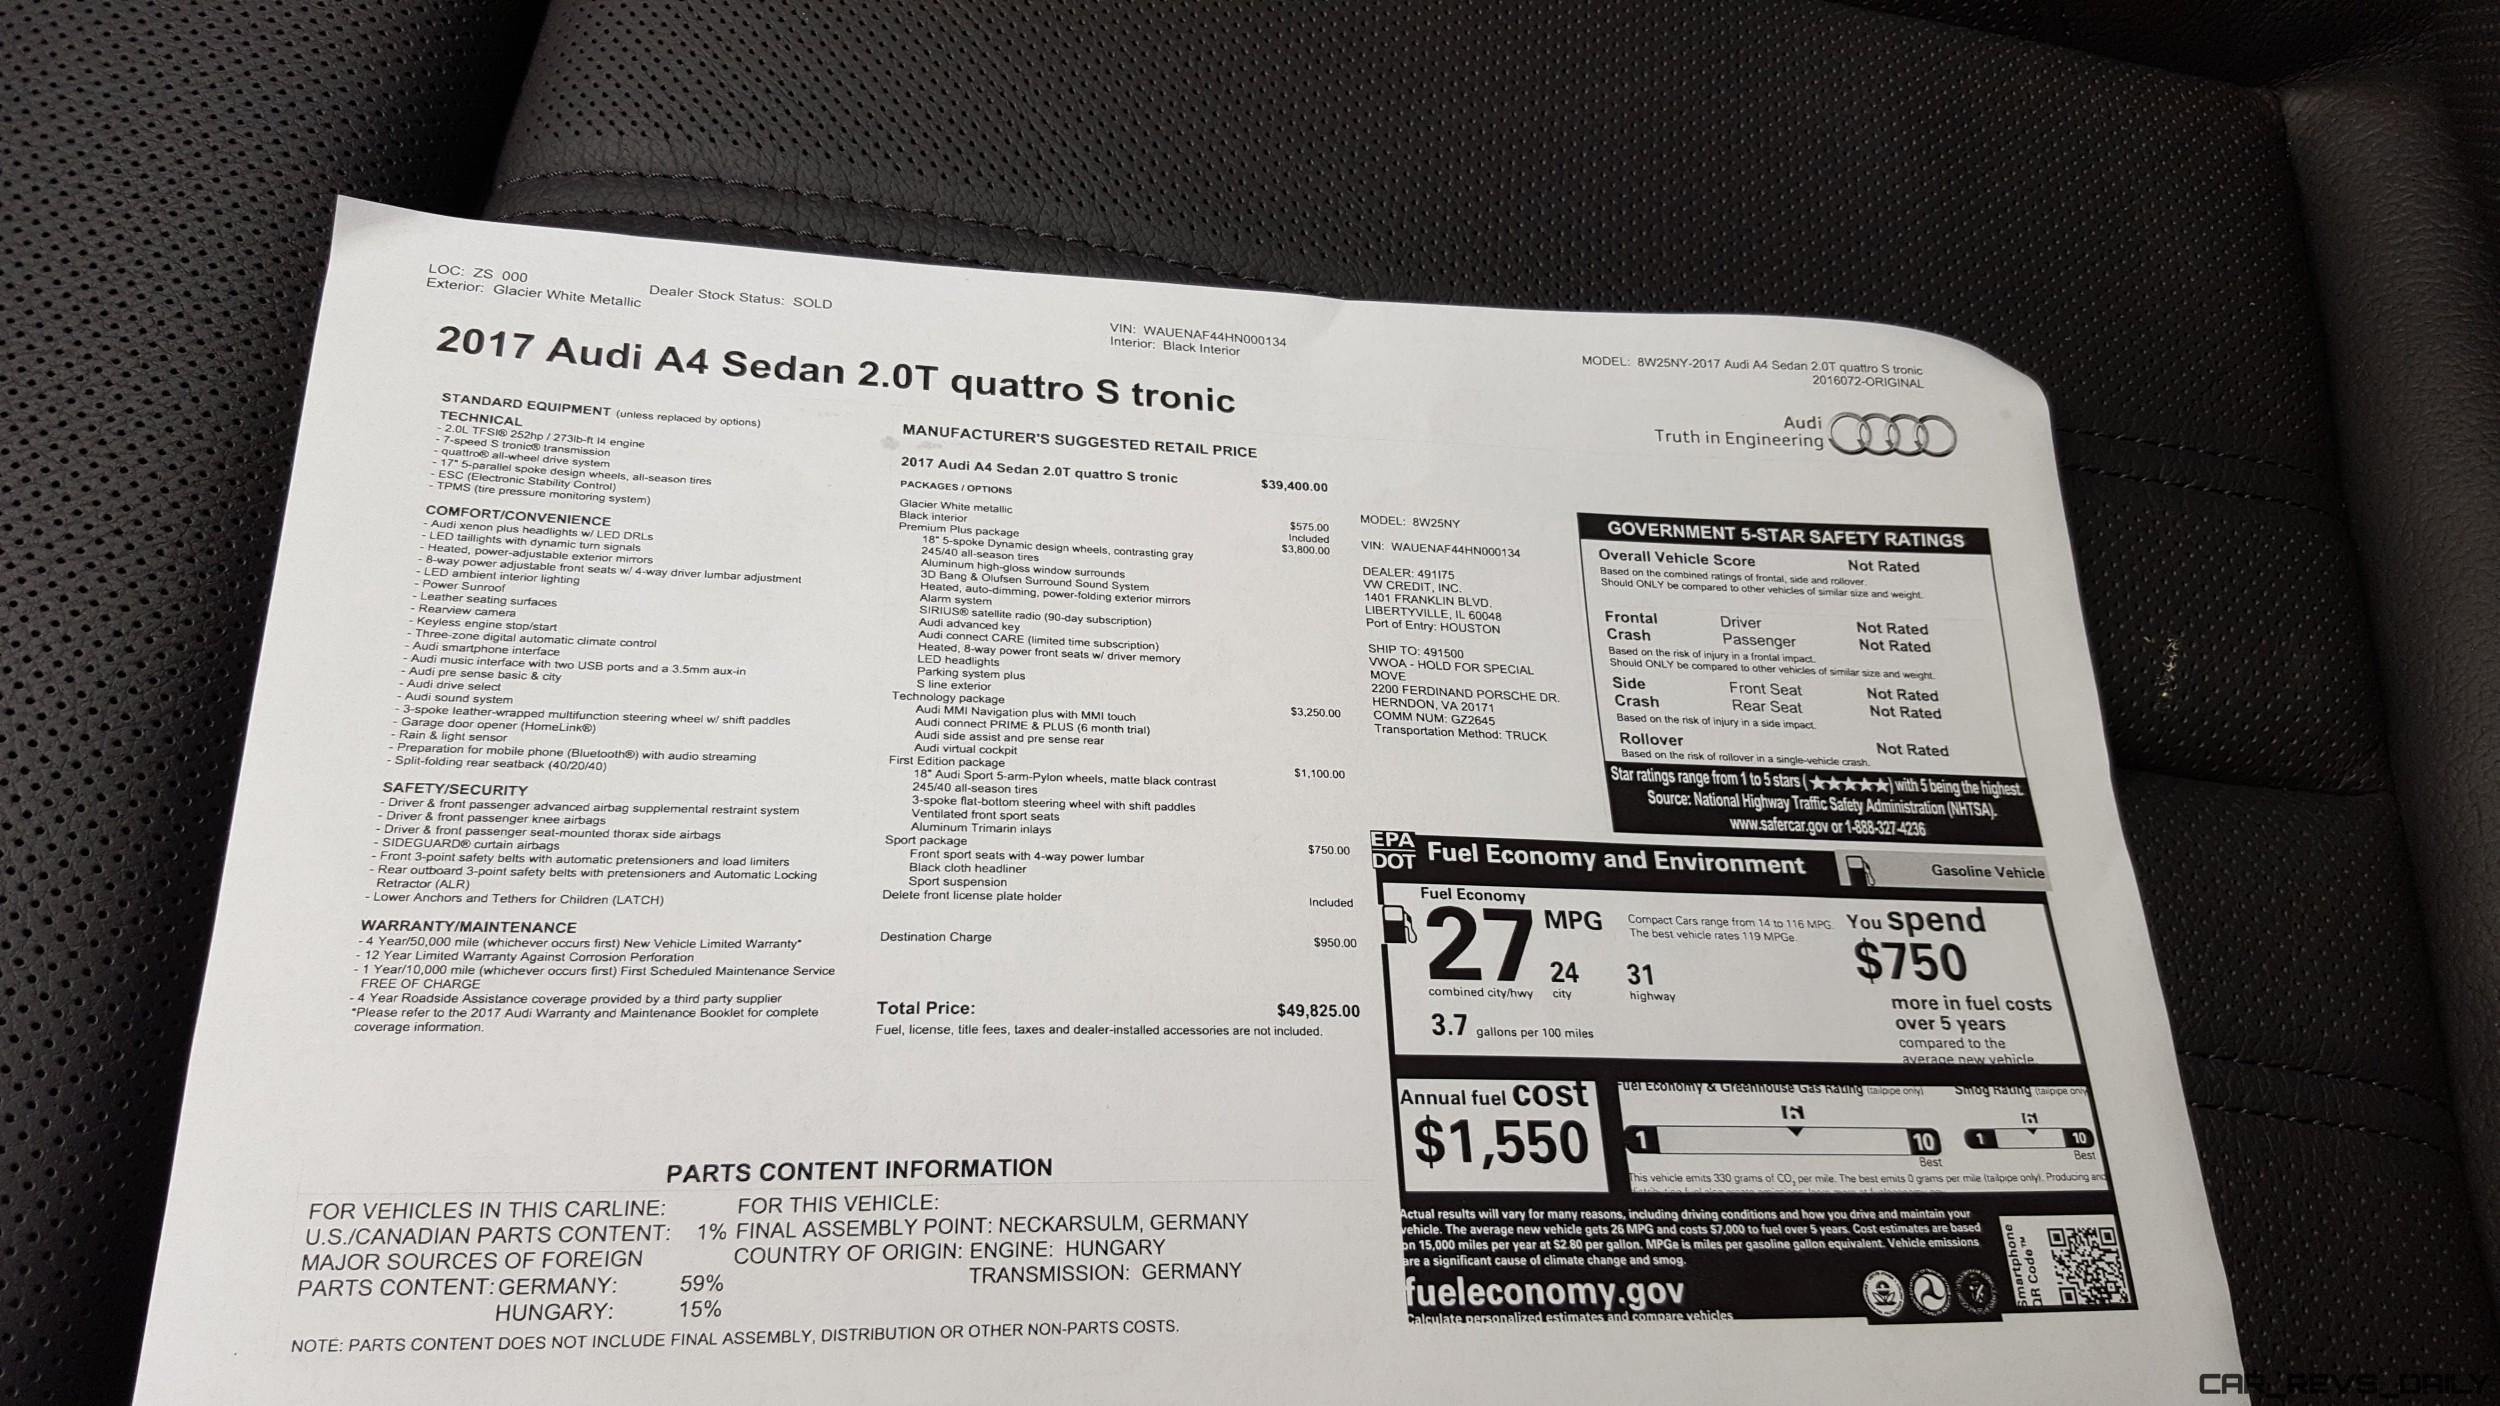 LOC: ZS 000
Exterior: Glacier White Metallic
Dealer Stock Status: SOLD
VIN: WAUENAF44HN000134
Interior: Black Interior
MODEL: 8W25NY-2017 Audi A4 Sedan 2.0T quattro S tronic
2016072-ORIGINAL
2017 Audi A4 Sedan 2.0T quattro S tronic
Audi
Truth in Engineering
STANDARD EQUIPMENT (unless replaced by options)
TECHNICAL
- 2.0L TFSI® 252hp / 273lb-ft I4 engine
- 7-speed S tronic® transmission
- quattro® all-wheel drive system
- 17" 5-parallel spoke design wheels, all-season tires
- ESC (Electronic Stability Control)
- TPMS (tire pressure monitoring system)
COMFORT/CONVENIENCE
- Audi xenon plus headlights w/ LED DRLs
- LED taillights with dynamic turn signals
- Heated, power-adjustable exterior mirrors
- 8-way power adjustable front seats w/ 4-way driver lumbar adjustment
- LED ambient interior lighting
- Power Sunroof
- Leather seating surfaces
- Rearview camera
- Keyless engine stop/start
- Three-zone digital automatic climate control
- Audi smartphone interface
- Audi music interface with two USB ports and a 3.5mm aux-in
- Audi pre sense basic & city
- Audi drive select
- Audi sound system
- 3-spoke leather-wrapped multifunction steering wheel w/ shift paddles
- Garage door opener (HomeLink®)
- Rain & light sensor
- Preparation for mobile phone (Bluetooth®) with audio streaming
- Split-folding rear seatback (40/20/40)
SAFETY/SECURITY
- Driver & front passenger advanced airbag supplemental restraint system
- Driver & front passenger knee airbags
- Driver & front passenger seat-mounted thorax side airbags
- SIDEGUARD® curtain airbags
- Front 3-point safety belts with automatic pretensioners and load limiters
- Rear outboard 3-point safety belts with pretensioners and Automatic Locking
Retractor (ALR)
- Lower Anchors and Tethers for Children (LATCH)
WARRANTY/MAINTENANCE
- 4 Year/50,000 mile (whichever occurs first) New Vehicle Limited Warranty*
- 12 Year Limited Warranty Against Corrosion Perforation
- 1 Year/10,000 mile (whichever occurs first) First Scheduled Maintenance Service
FREE OF CHARGE
- 4 Year Roadside Assistance coverage provided by a third party supplier
*Please refer to the 2017 Audi Warranty and Maintenance Booklet for complete
coverage information.
MANUFACTURER'S SUGGESTED RETAIL PRICE
2017 Audi A4 Sedan 2.0T quattro S tronic $39,400.00
PACKAGES / OPTIONS
Glacier White metallic $575.00
Black interior Included
Premium Plus package $3,800.00
18" 5-spoke Dynamic design wheels, contrasting gray
245/40 all-season tires
Aluminum high-gloss window surrounds
3D Bang & Olufsen Surround Sound System
Heated, auto-dimming, power-folding exterior mirrors
Alarm system
SIRIUS® satellite radio (90-day subscription)
Audi advanced key
Audi connect CARE (limited time subscription)
Heated, 8-way power front seats w/ driver memory
LED headlights
Parking system plus
S line exterior
Technology package $3,250.00
Audi MMI Navigation plus with MMI touch
Audi connect PRIME & PLUS (6 month trial)
Audi side assist and pre sense rear
Audi virtual cockpit
First Edition package $1,100.00
18" Audi Sport 5-arm-Pylon wheels, matte black contrast
245/40 all-season tires
3-spoke flat-bottom steering wheel with shift paddles
Ventilated front sport seats
Aluminum Trimarin inlays
Sport package $750.00
Front sport seats with 4-way power lumbar
Black cloth headliner
Sport suspension
Delete front license plate holder Included
Destination Charge $950.00
Total Price: $49,825.00
Fuel, license, title fees, taxes and dealer-installed accessories are not included.
MODEL: 8W25NY
VIN: WAUENAF44HN000134
DEALER: 491I75
VW CREDIT, INC.
1401 FRANKLIN BLVD.
LIBERTYVILLE, IL 60048
Port of Entry: HOUSTON
SHIP TO: 491500
VWOA - HOLD FOR SPECIAL
MOVE
2200 FERDINAND PORSCHE DR.
HERNDON, VA 20171
COMM NUM: GZ2645
Transportation Method: TRUCK
GOVERNMENT 5-STAR SAFETY RATINGS
Overall Vehicle Score Not Rated
Based on the combined ratings of frontal, side and rollover.
Should ONLY be compared to other vehicles of similar size and weight.
Frontal Driver Not Rated
Crash Passenger Not Rated
Based on the risk of injury in a frontal impact.
Should ONLY be compared to other vehicles of similar size and weight.
Side Front Seat Not Rated
Crash Rear Seat Not Rated
Based on the risk of injury in a side impact.
Rollover Not Rated
Based on the risk of rollover in a single-vehicle crash.
Star ratings range from 1 to 5 stars (★★★★★) with 5 being the highest.
Source: National Highway Traffic Safety Administration (NHTSA).
www.safercar.gov or 1-888-327-4236
EPA
DOT
Fuel Economy and Environment
Gasoline Vehicle
Fuel Economy
27 MPG
combined city/hwy
24
city
31
highway
3.7 gallons per 100 miles
Compact Cars range from 14 to 116 MPG.
The best vehicle rates 119 MPGe.
You spend
$750
more in fuel costs
over 5 years
compared to the
average new vehicle.
Annual fuel cost
$1,550
Fuel Economy & Greenhouse Gas Rating (tailpipe only)
1
10
Best
Smog Rating (tailpipe only
1
10
Best
This vehicle emits 330 grams of CO2 per mile. The best emits 0 grams per mile (tailpipe only). Producing and
Actual results will vary for many reasons, including driving conditions and how you drive and maintain your
vehicle. The average new vehicle gets 26 MPG and costs $7,000 to fuel over 5 years. Cost estimates are based
on 15,000 miles per year at $2.80 per gallon. MPGe is miles per gasoline gallon equivalent. Vehicle emissions
are a significant cause of climate change and smog.
fueleconomy.gov
Calculate personalized estimates and compare vehicles
Smartphone
QR Code™
PARTS CONTENT INFORMATION
FOR VEHICLES IN THIS CARLINE:
U.S./CANADIAN PARTS CONTENT: 1%
MAJOR SOURCES OF FOREIGN
PARTS CONTENT: GERMANY: 59%
HUNGARY: 15%
FOR THIS VEHICLE:
FINAL ASSEMBLY POINT: NECKARSULM, GERMANY
COUNTRY OF ORIGIN: ENGINE: HUNGARY
TRANSMISSION: GERMANY
NOTE: PARTS CONTENT DOES NOT INCLUDE FINAL ASSEMBLY, DISTRIBUTION OR OTHER NON-PARTS COSTS.
CAR_REVS_DAILY